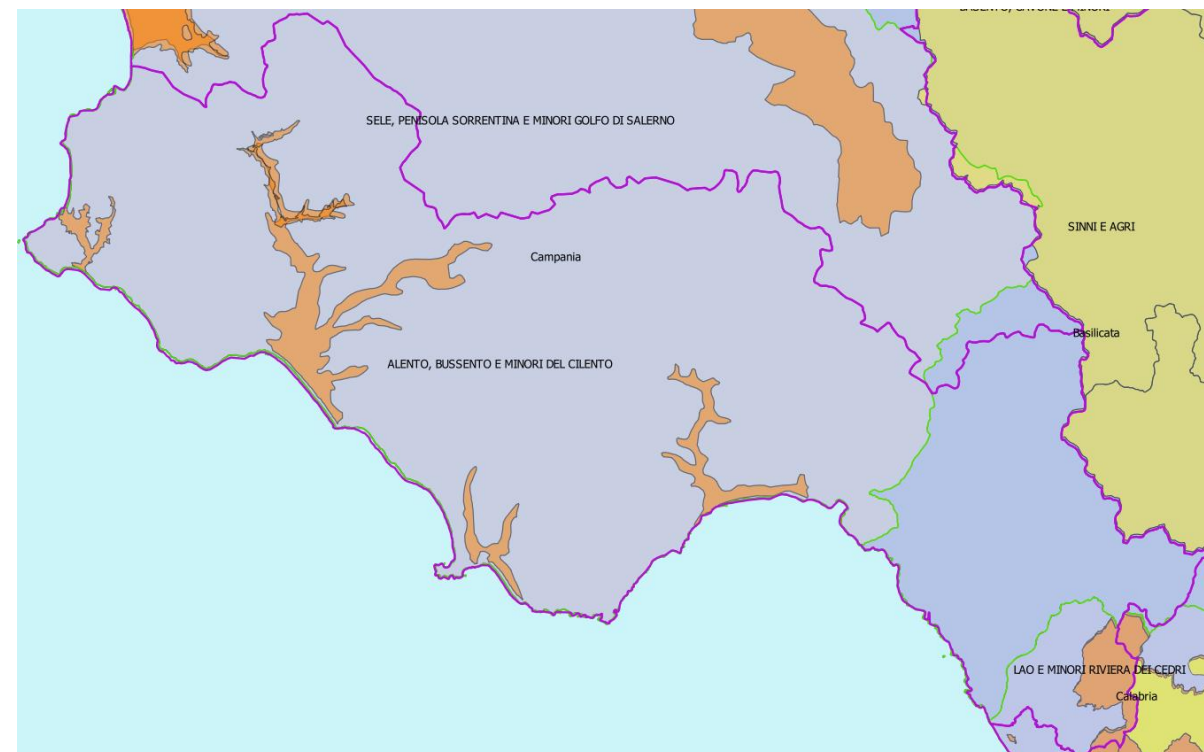 SELE, PENISOLA SORRENTINA E MINORI GOLFO DI SALERNO
SINNI E AGRI
Campania
Basilicata
ALENTO, BUSSENTO E MINORI DEL CILENTO
LAO E MINORI RIVIERA DEI CEDRI
Calabria